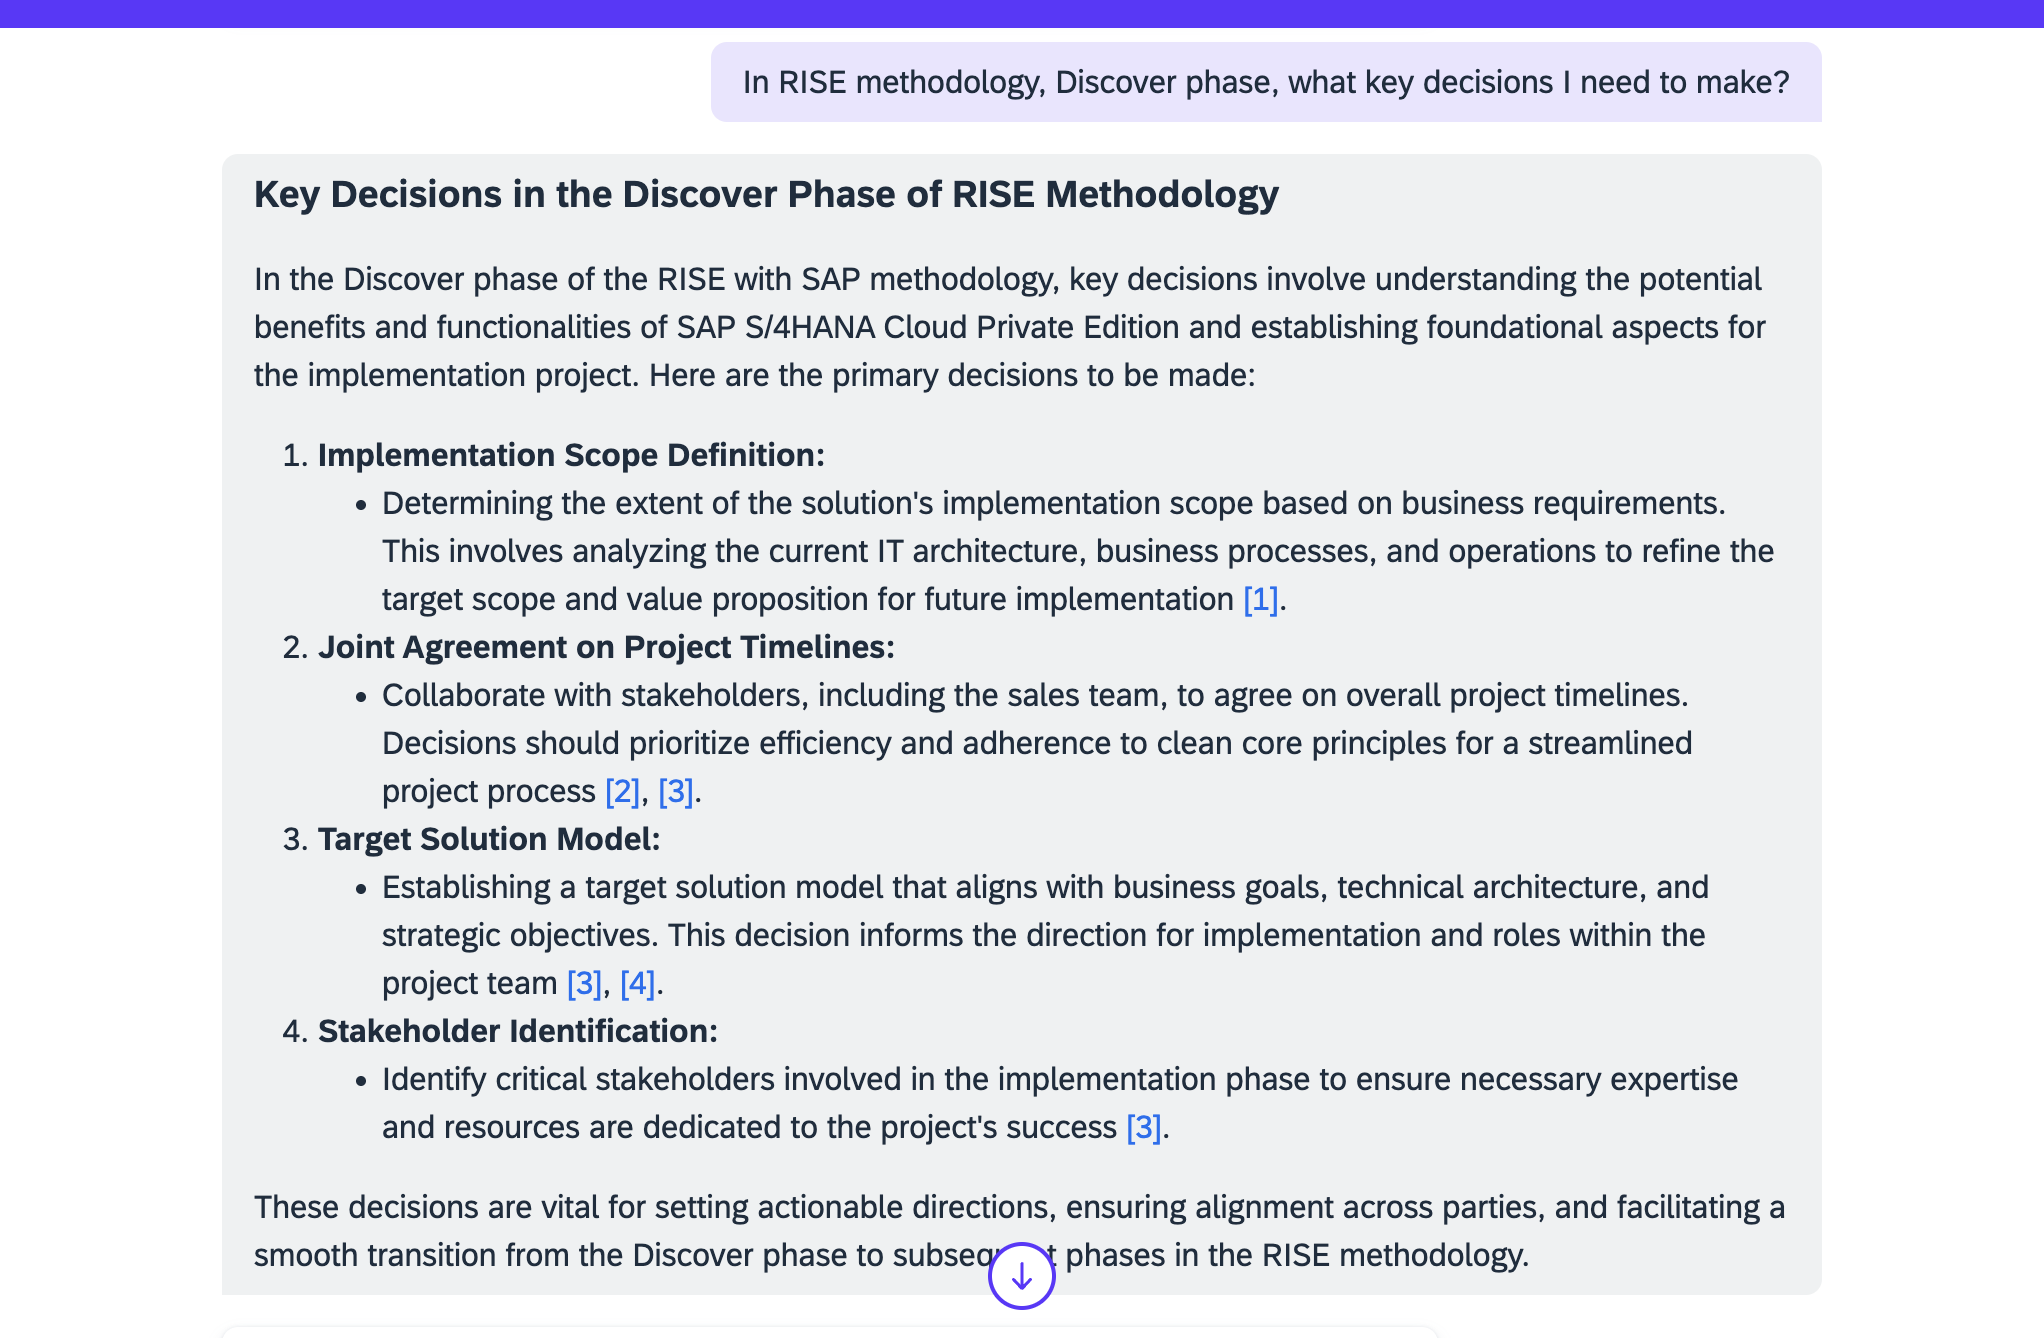 In RISE methodology, Discover phase, what key decisions I need to make?
Key Decisions in the Discover Phase of RISE Methodology
In the Discover phase of the RISE with SAP methodology, key decisions involve understanding the potential
benefits and functionalities of SAP S/4HANA Cloud Private Edition and establishing foundational aspects for
the implementation project. Here are the primary decisions to be made:
1. Implementation Scope Definition:
• Determining the extent of the solution's implementation scope based on business requirements.
This involves analyzing the current IT architecture, business processes, and operations to refine the
target scope and value proposition for future implementation [1].
2. Joint Agreement on Project Timelines:
• Collaborate with stakeholders, including the sales team, to agree on overall project timelines.
Decisions should prioritize efficiency and adherence to clean core principles for a streamlined
project process [2], [3].
3. Target Solution Model:
• Establishing a target solution model that aligns with business goals, technical architecture, and
strategic objectives. This decision informs the direction for implementation and roles within the
project team [3], [4].
4. Stakeholder Identification:
• Identify critical stakeholders involved in the implementation phase to ensure necessary expertise
and resources are dedicated to the project's success [3].
These decisions are vital for setting actionable directions, ensuring alignment across parties, and facilitating a
smooth transition from the Discover phase to phases in the RISE methodology.